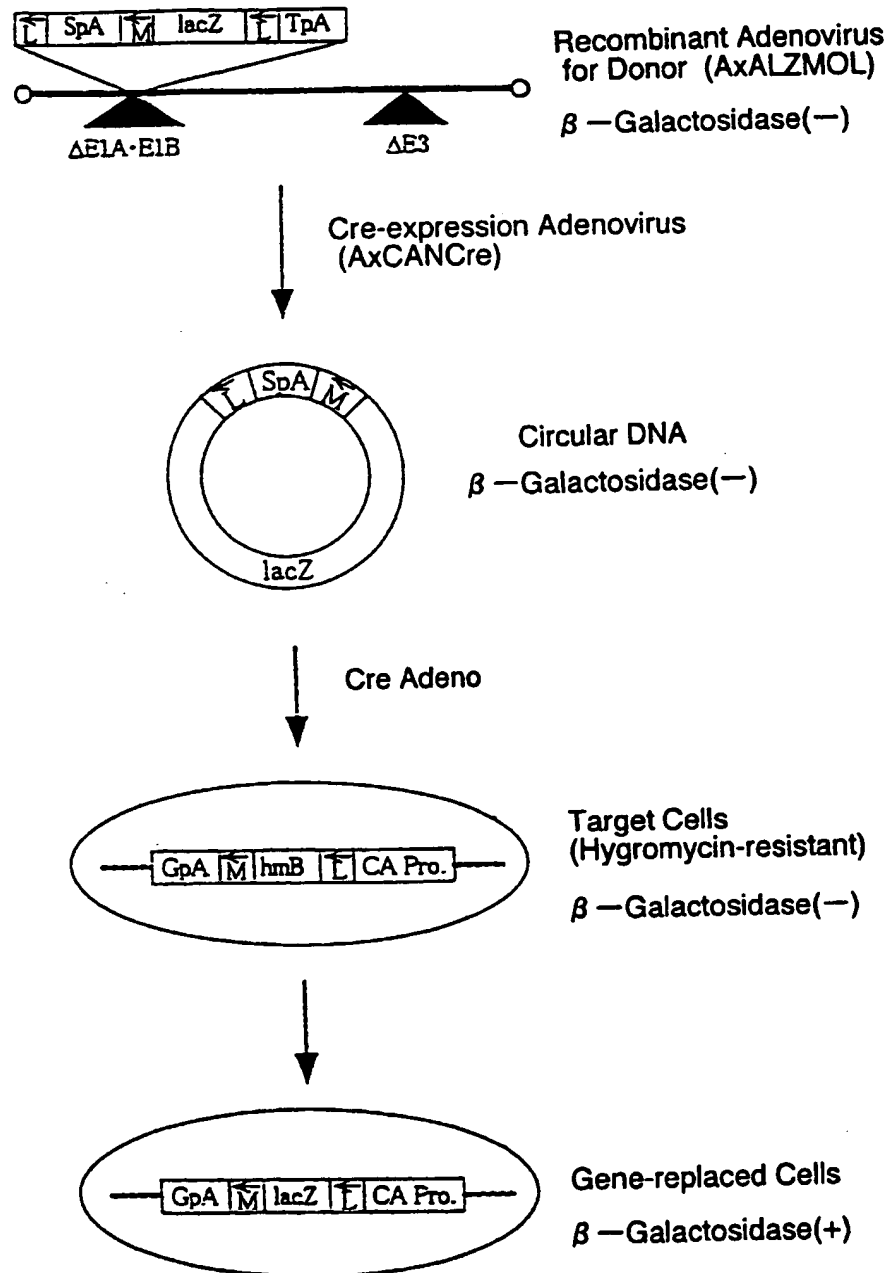 L SpA M lacZ L TpA
Recombinant Adenovirus
for Donor (AxALZMOL)
β —Galactosidase(—)
ΔE1A·E1B
ΔE3
Cre-expression Adenovirus
(AxCANCre)
L SpA M
lacZ
Circular DNA
β —Galactosidase(—)
Cre Adeno
GpA M hmB L CA Pro.
Target Cells
(Hygromycin-resistant)
β —Galactosidase(—)
GpA M lacZ L CA Pro.
Gene-replaced Cells
β —Galactosidase(+)